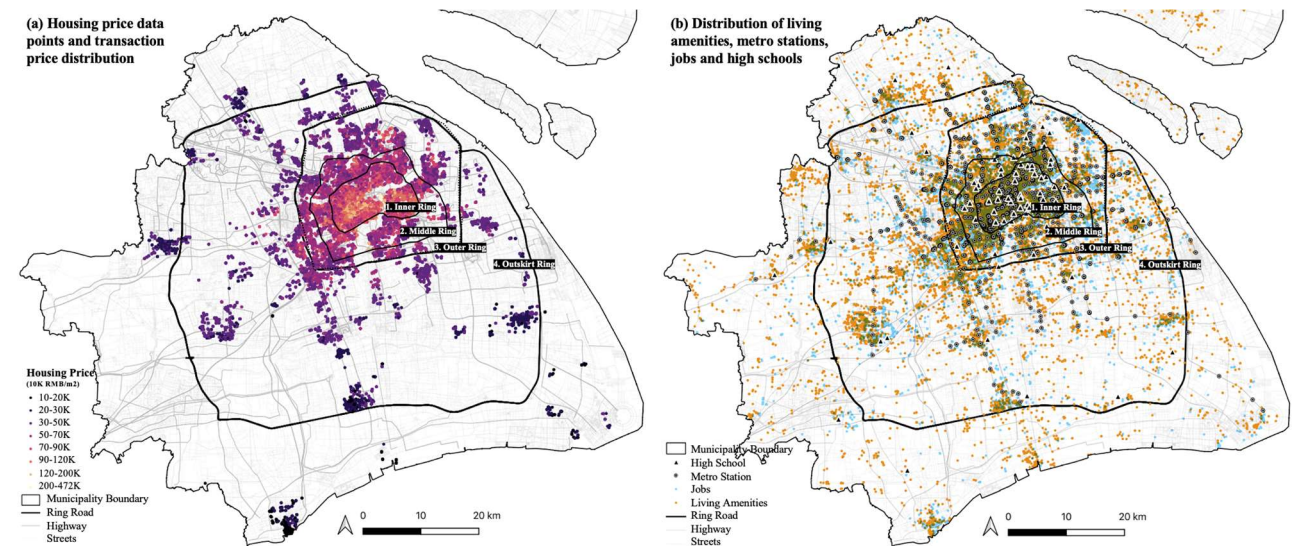 (a) Housing price data
points and transaction
price distribution
1. Inner Ring
2. Middle Ring
3. Outer Ring
4. Outskirt Ring
Housing Price
(10K RMB/m2)
10-20K
20-30K
30-50K
50-70K
70-90K
90-120K
120-200K
200-472K
Municipality Boundary
Ring Road
Highway
Streets
0 10 20 km
(b) Distribution of living
amenities, metro stations,
jobs and high schools
1. Inner Ring
2. Middle Ring
3. Outer Ring
4. Outskirt Ring
Municipality Boundary
High School
Metro Station
Jobs
Living Amenities
Ring Road
Highway
Streets
0 10 20 km